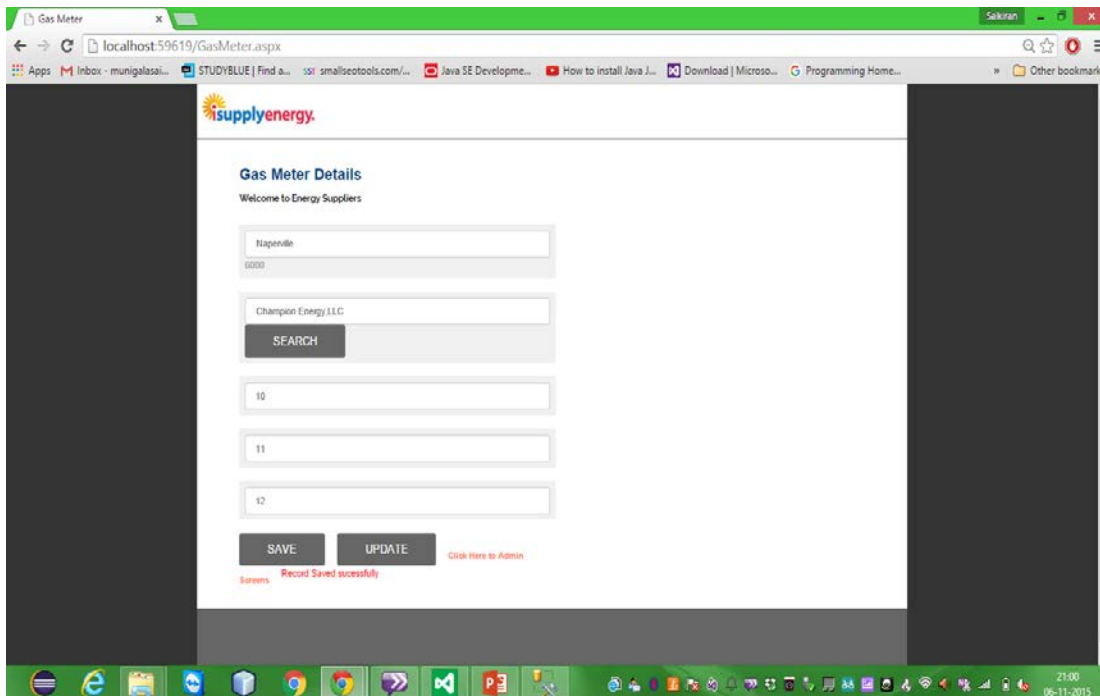 Gas Meter
Saikiran
localhost:59619/GasMeter.aspx
Apps
Inbox - munigalasai...
STUDYBLUE | Find a...
SSI smallseotools.com/...
Java SE Developme...
How to install Java J...
Download | Microso...
Programming Home...
Other bookmark
isupplyenergy.
Gas Meter Details
Welcome to Energy Suppliers
Naperville
6000
Champion Energy,LLC
SEARCH
10
11
12
SAVE UPDATE Click Here to Admin
Screens Record Saved sucessfully
21:00
06-11-2015